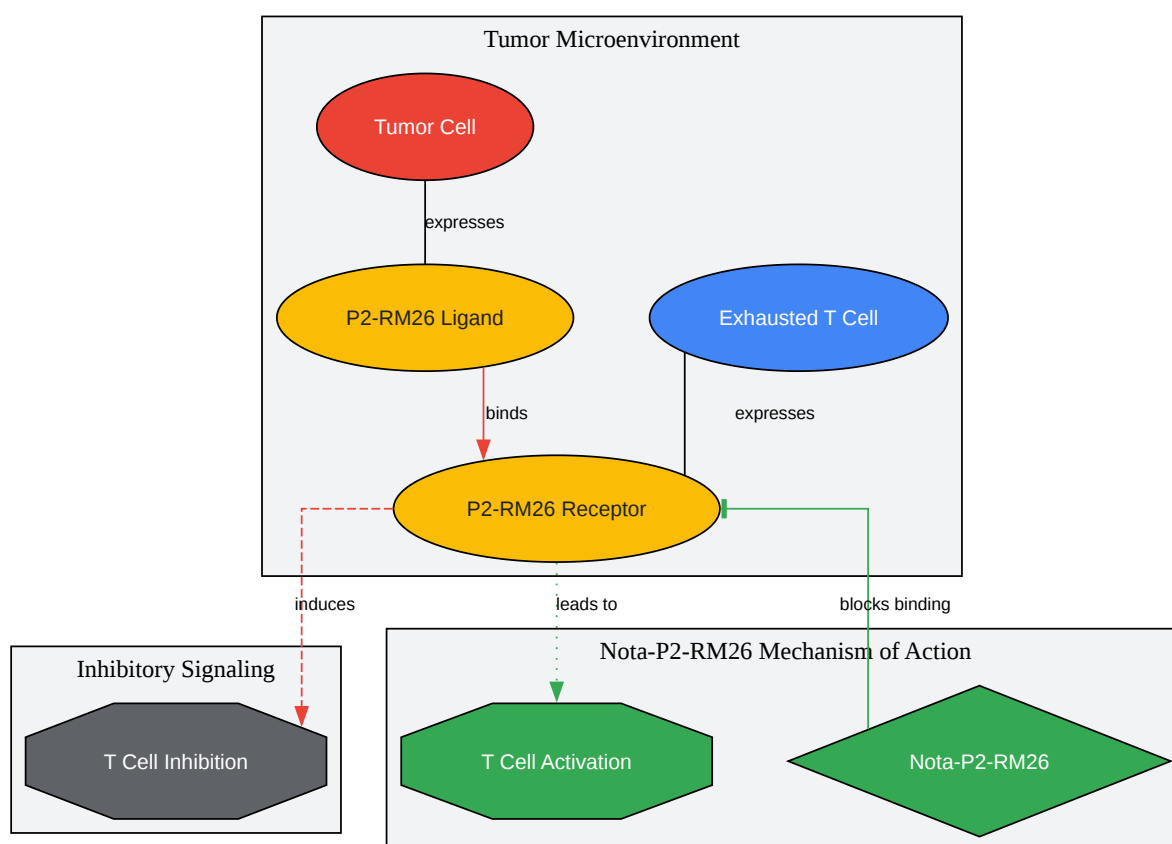 Tumor Microenvironment
Tumor Cell
expresses
P2-RM26 Ligand
Exhausted T Cell
binds
expresses
P2-RM26 Receptor
induces
leads to
blocks binding
Inhibitory Signaling
Nota-P2-RM26 Mechanism of Action
T Cell Inhibition
T Cell Activation
Nota-P2-RM26